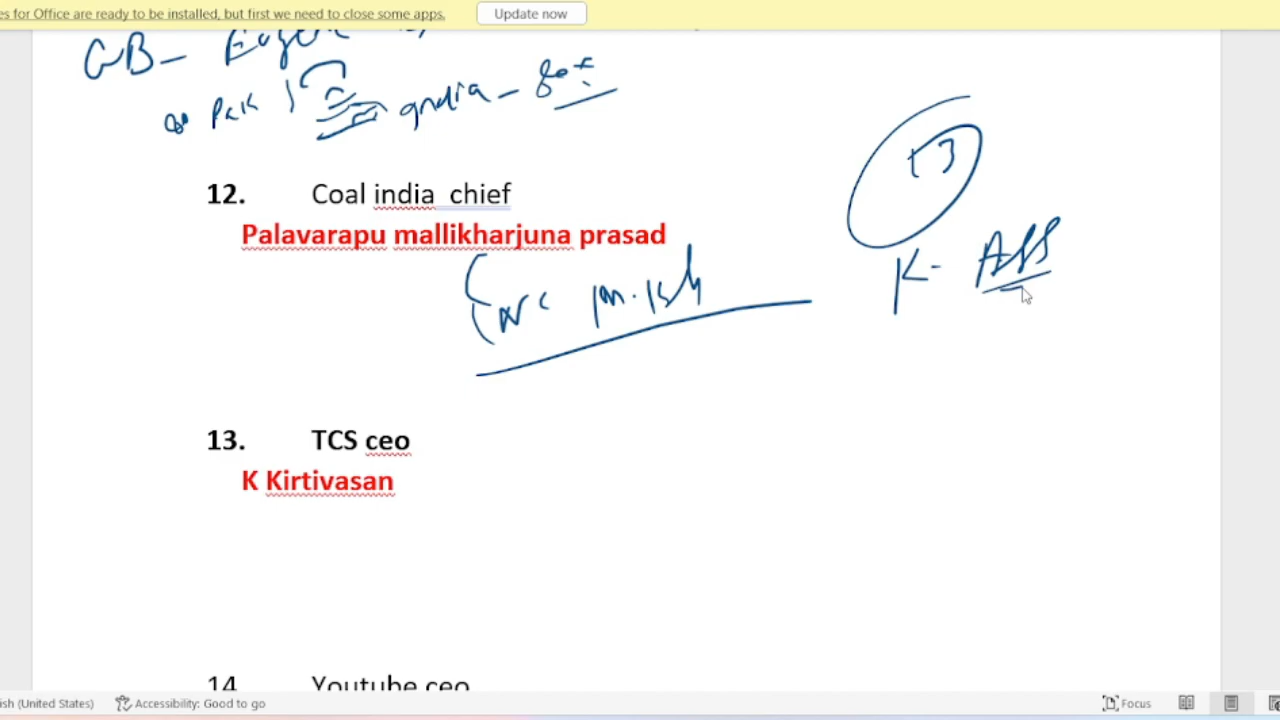 es for Office are ready to be installed, but first we need to close some apps. Update now
GB -
Pak India - 80+
12. Coal india chief
Palavarapu mallikharjuna prasad
13. TCS ceo
K Kirtivasan
14 Youtube ceo
ish (United States) Accessibility: Good to go Focus